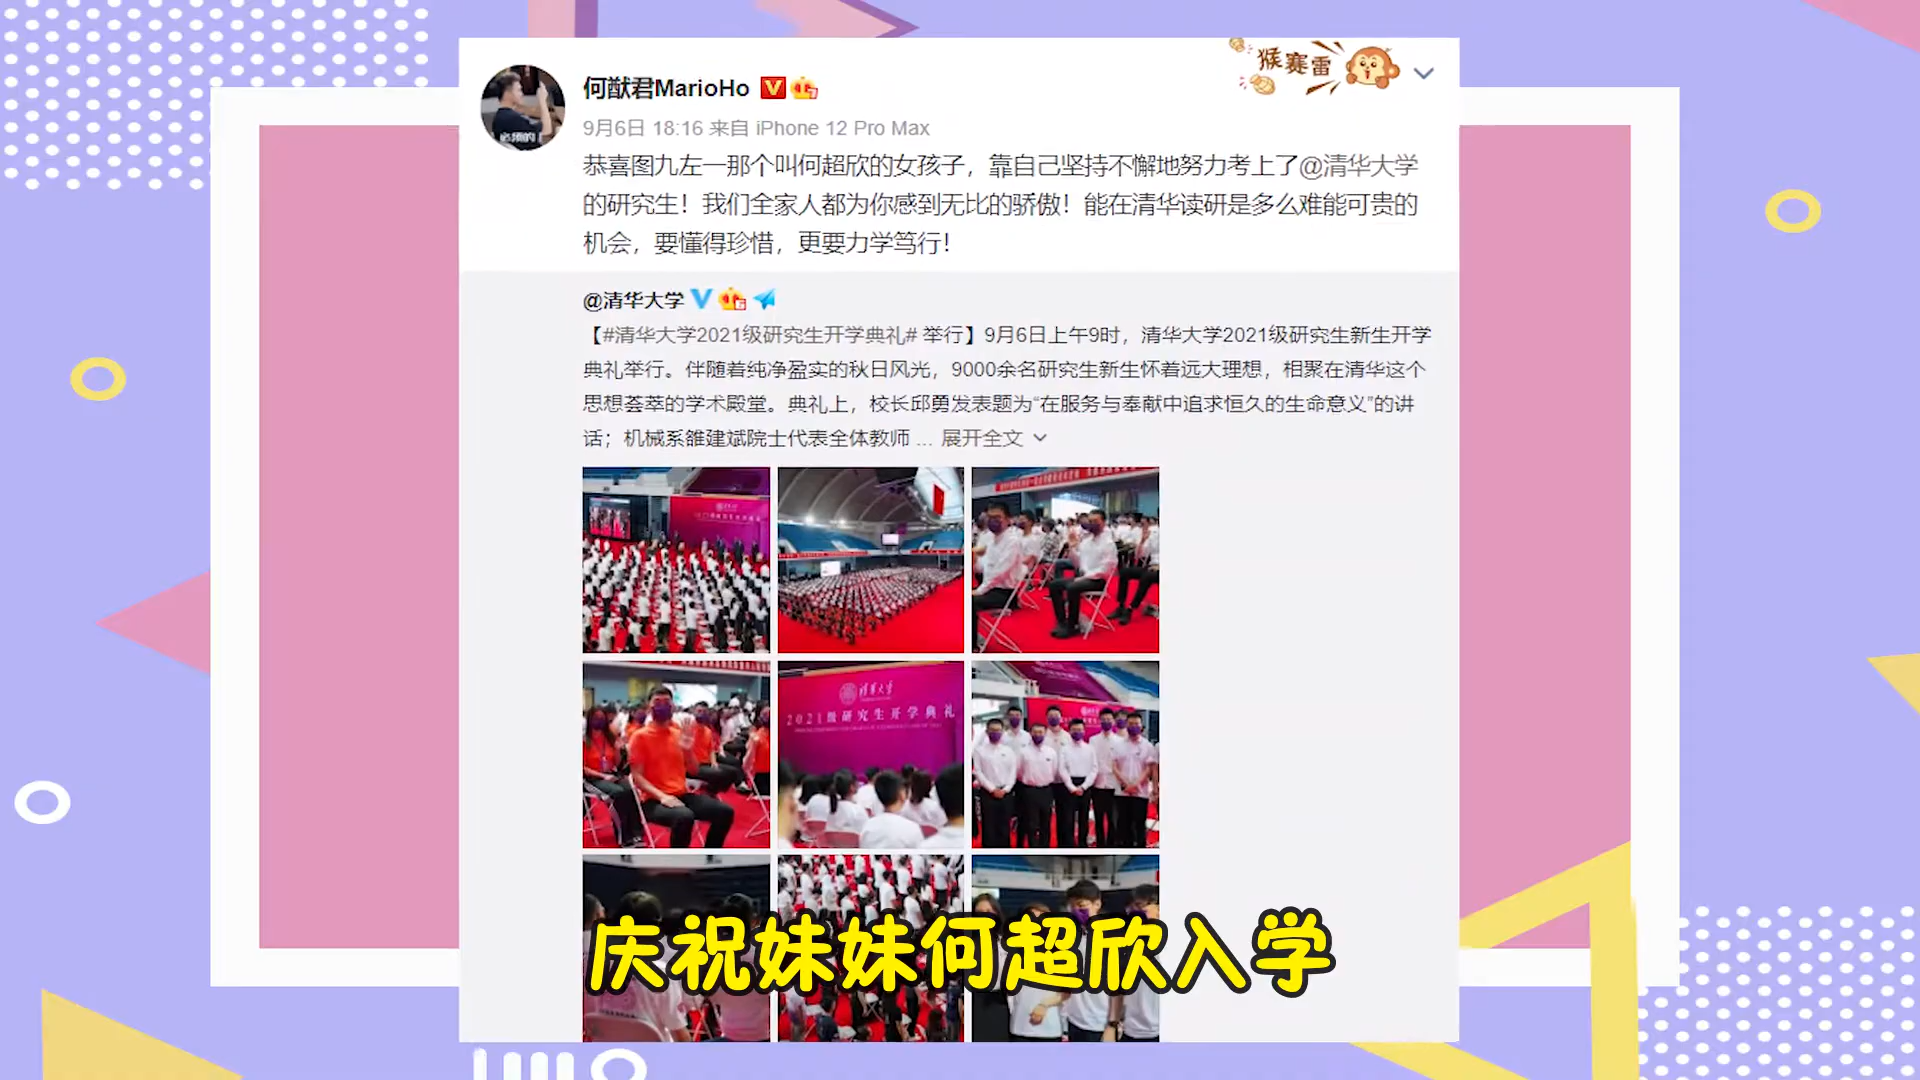 猴赛雷
何猷君MarioHo
9月6日 18:16 来自 iPhone 12 Pro Max
必须的!
恭喜图九左一那个叫何超欣的女孩子，靠自己坚持不懈地努力考上了@清华大学
的研究生！我们全家人都为你感到无比的骄傲！能在清华读研是多么难能可贵的
机会，要懂得珍惜，更要力学笃行！
@清华大学
【#清华大学2021级研究生开学典礼# 举行】9月6日上午9时，清华大学2021级研究生新生开学
典礼举行。伴随着纯净盈实的秋日风光，9000余名研究生新生怀着远大理想，相聚在清华这个
思想荟萃的学术殿堂。典礼上，校长邱勇发表题为“在服务与奉献中追求恒久的生命意义”的讲
话；机械系雒建斌院士代表全体教师 ... 展开全文
清华大学
2021级研究生开学典礼
庆祝妹妹何超欣入学